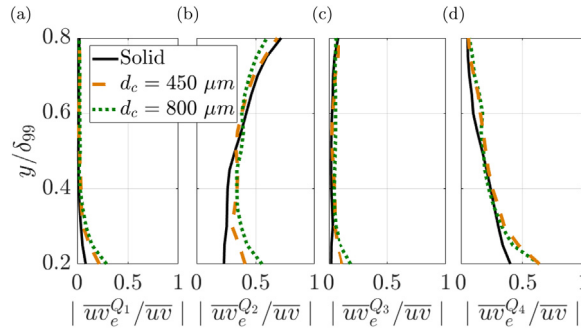 (a) (b) (c) (d)
0.8
Solid
d_c = 450 μm
d_c = 800 μm
0.6
y/δ_99
0.4
0.2
0 0.5 1 0 0.5 1 0 0.5 1 0 0.5 1
| \overline{uv}_e^{Q_1}/\overline{uv} | | \overline{uv}_e^{Q_2}/\overline{uv} | | \overline{uv}_e^{Q_3}/\overline{uv} | | \overline{uv}_e^{Q_4}/\overline{uv} |